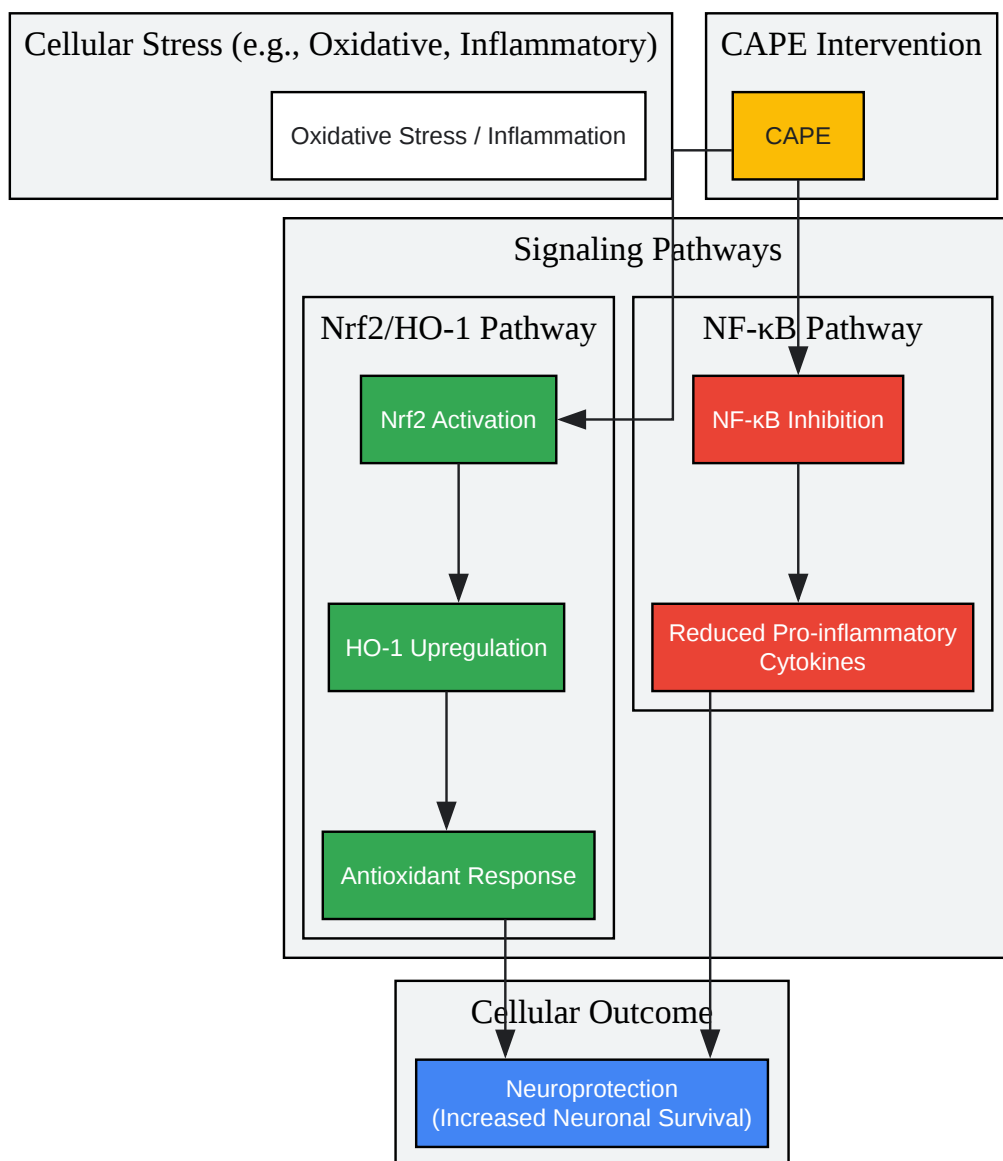 Cellular Stress (e.g., Oxidative, Inflammatory)
Oxidative Stress / Inflammation
CAPE Intervention
CAPE
Signaling Pathways
Nrf2/HO-1 Pathway
Nrf2 Activation
HO-1 Upregulation
Antioxidant Response
NF-κB Pathway
NF-κB Inhibition
Reduced Pro-inflammatory
Cytokines
Cellular Outcome
Neuroprotection
(Increased Neuronal Survival)